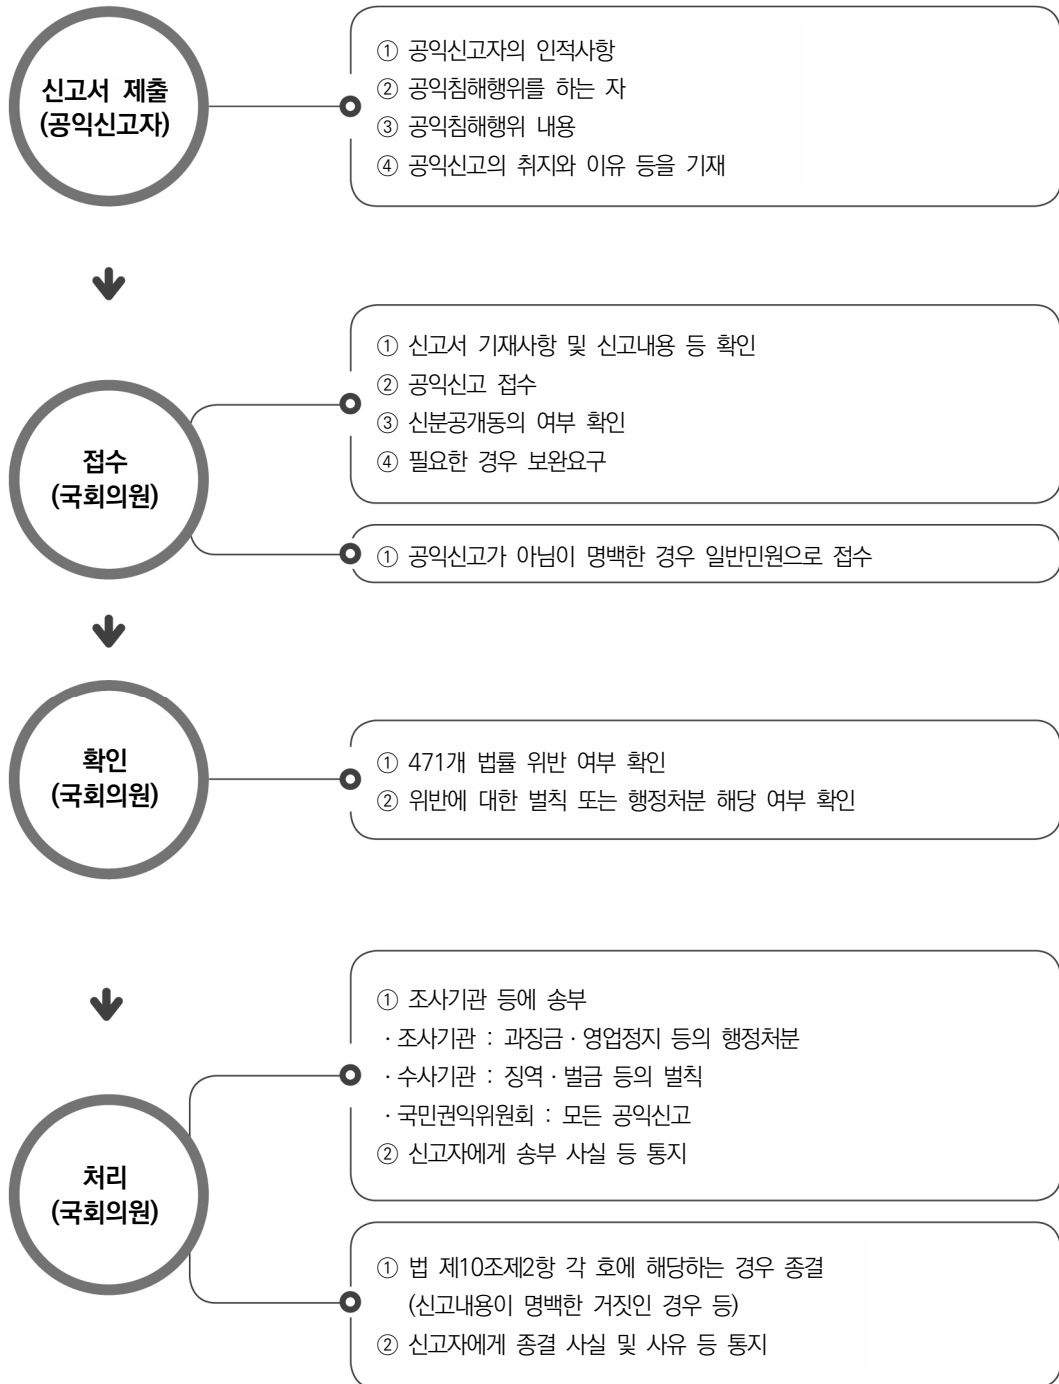 신고서 제출
(공익신고자)
① 공익신고자의 인적사항
② 공익침해행위를 하는 자
③ 공익침해행위 내용
④ 공익신고의 취지와 이유 등을 기재
접수
(국회의원)
① 신고서 기재사항 및 신고내용 등 확인
② 공익신고 접수
③ 신분공개동의 여부 확인
④ 필요한 경우 보완요구
① 공익신고가 아님이 명백한 경우 일반민원으로 접수
확인
(국회의원)
① 471개 법률 위반 여부 확인
② 위반에 대한 벌칙 또는 행정처분 해당 여부 확인
처리
(국회의원)
① 조사기관 등에 송부
· 조사기관 : 과징금 · 영업정지 등의 행정처분
· 수사기관 : 징역 · 벌금 등의 벌칙
· 국민권익위원회 : 모든 공익신고
② 신고자에게 송부 사실 등 통지
① 법 제10조제2항 각 호에 해당하는 경우 종결
(신고내용이 명백한 거짓인 경우 등)
② 신고자에게 종결 사실 및 사유 등 통지